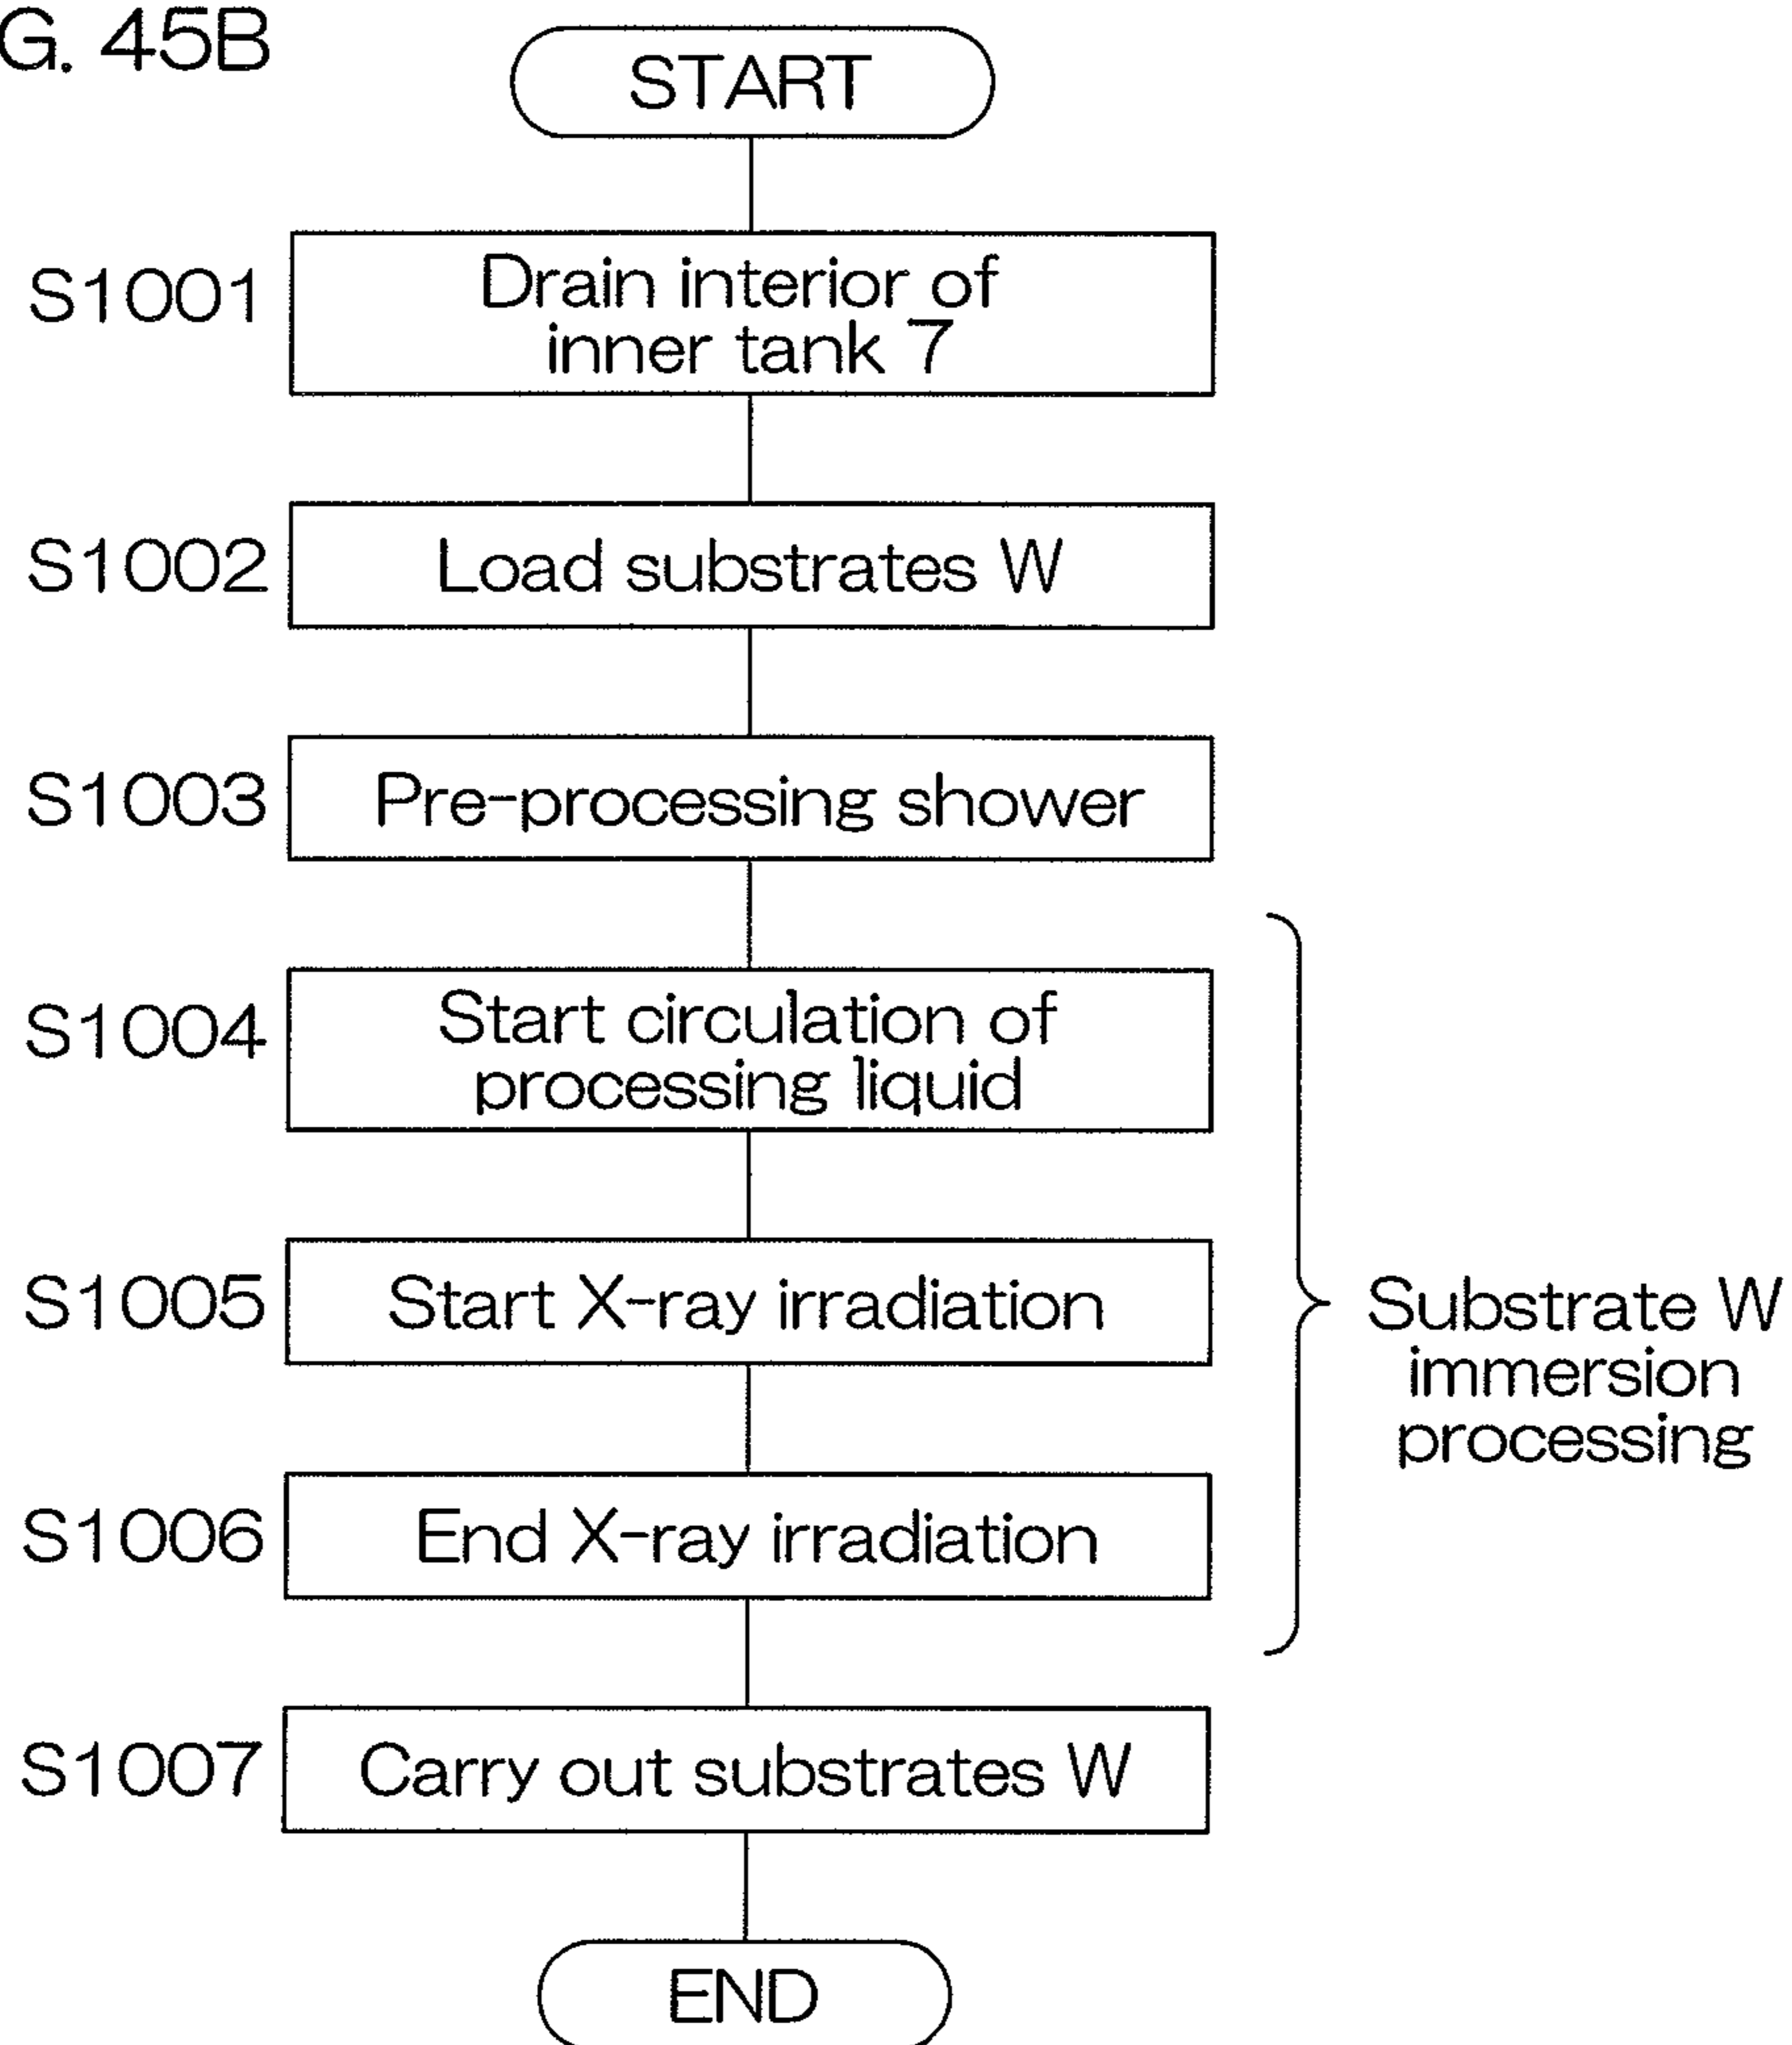 G. 45B
START
S1001
Drain interior of
inner tank 7
S1002
Load substrates W
S1003
Pre-processing shower
S1004
Start circulation of
processing liquid
S1005
Start X-ray irradiation
S1006
End X-ray irradiation
Substrate W
immersion
processing
S1007
Carry out substrates W
END